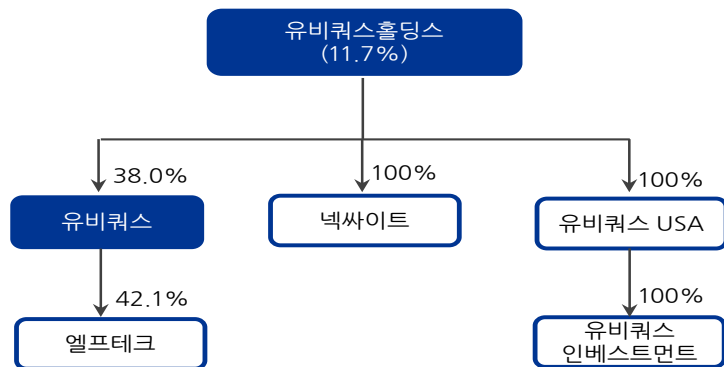 유비쿼스홀딩스
(11.7%)
38.0%
100%
100%
유비쿼스
넥싸이트
유비쿼스 USA
42.1%
100%
엘프테크
유비쿼스
인베스트먼트